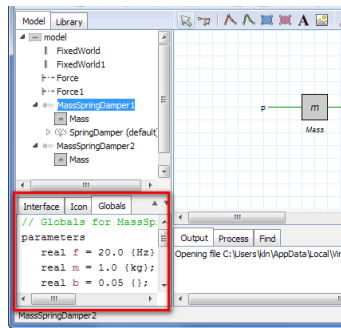 Model Library
model
FixedWorld
FixedWorld1
Force
Force1
MassSpringDamper1
Mass
SpringDamper (default
MassSpringDamper2
Mass
A
P
m
Mass
Interface Icon Globals
// Globals for MassSp
parameters
real f = 20.0 {Hz}
real m = 1.0 {kg};
real b = 0.05 {};
Output Process Find
Opening file C:\Users\kln\AppData\Local\Vir
MassSpringDamper2